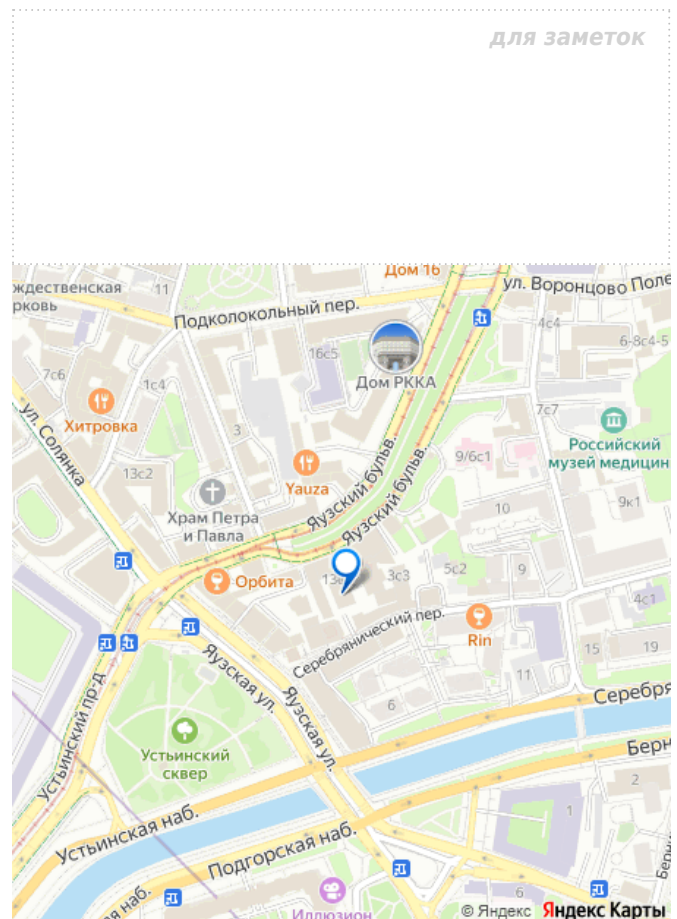 для заметок
Дом 16
ждественская
рковь
11
ул. Воронцово Поле
Подколокольный пер.
4с4
6-8с4-5
16с5
Дом РККА
7с6
1с4
Хитровка
ул. Солянка
3
7с7
Российский
музей медицин
13с2
Yauza
Яузский бульв.
Яузский бульв.
9/6с1
9к1
10
Храм Петра
и Павла
Орбита
3с3
5с2
9
4с1
Серебрянический пер.
Rin
15
19
11
6
Яузская ул.
Яузская ул.
Серебря
Устьинский пр-д
Устьинский
сквер
Берн
2
1
Устьинская наб.
Подгорская наб.
ая наб.
Берни
6
Иллюзион
© Яндекс Яндекс Карты